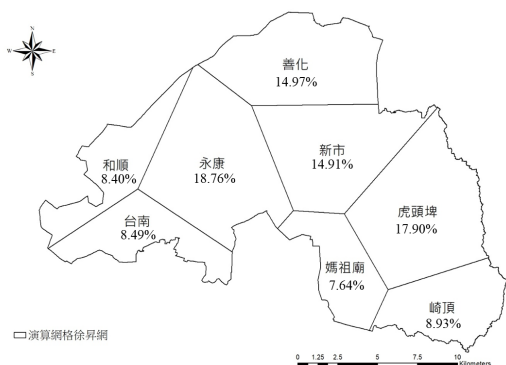 N
W
E
S
善化
14.97%
新市
14.91%
和順
8.40%
永康
18.76%
台南
8.49%
虎頭埤
17.90%
媽祖廟
7.64%
崎頂
8.93%
演算網格徐昇網
0 1.25 2.5 5 7.5 10
Kilometers